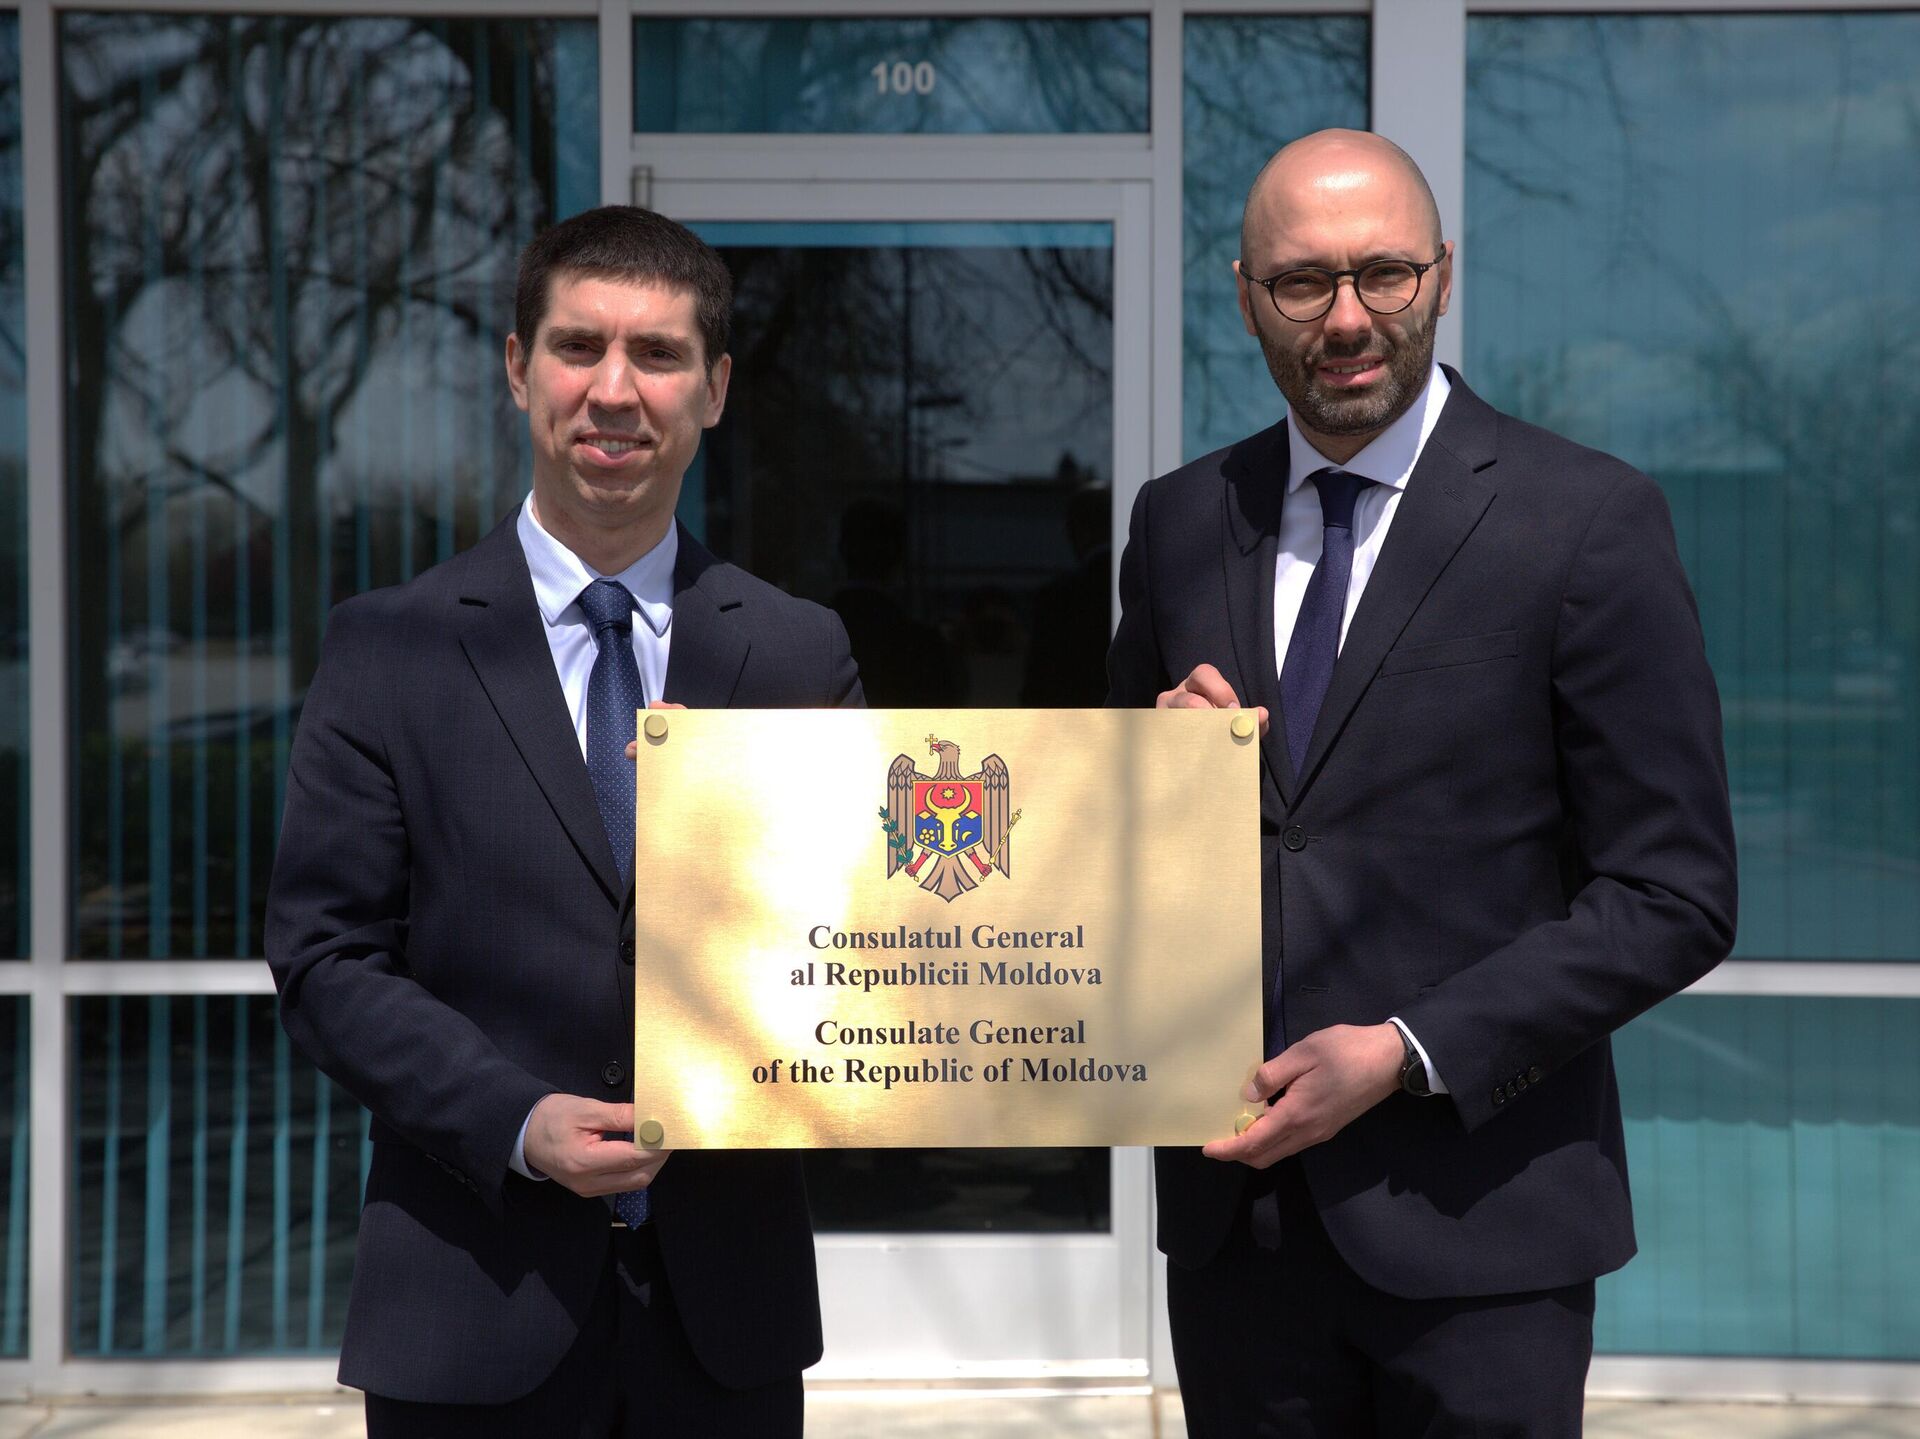 100
Consulatul General
al Republicii Moldova
Consulate General
of the Republic of Moldova